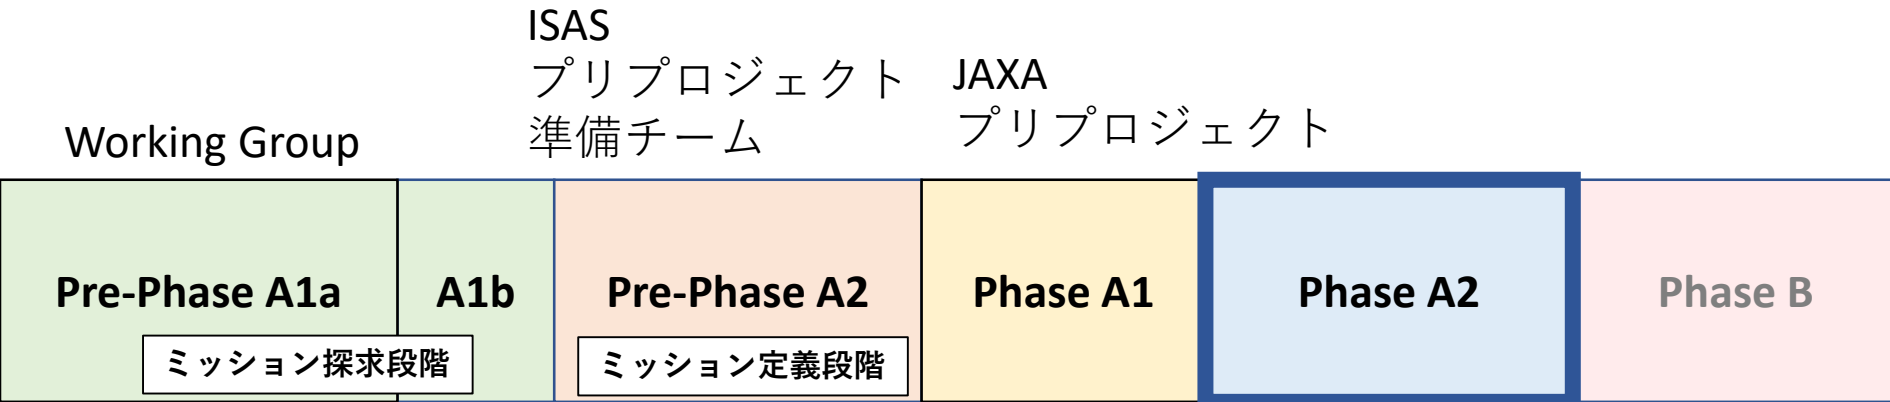 ISAS
プリプロジェクト
準備チーム
JAXA
プリプロジェクト
Working Group
Pre-Phase A1a
A1b
Pre-Phase A2
Phase A1
Phase A2
Phase B
ミッション探求段階
ミッション定義段階